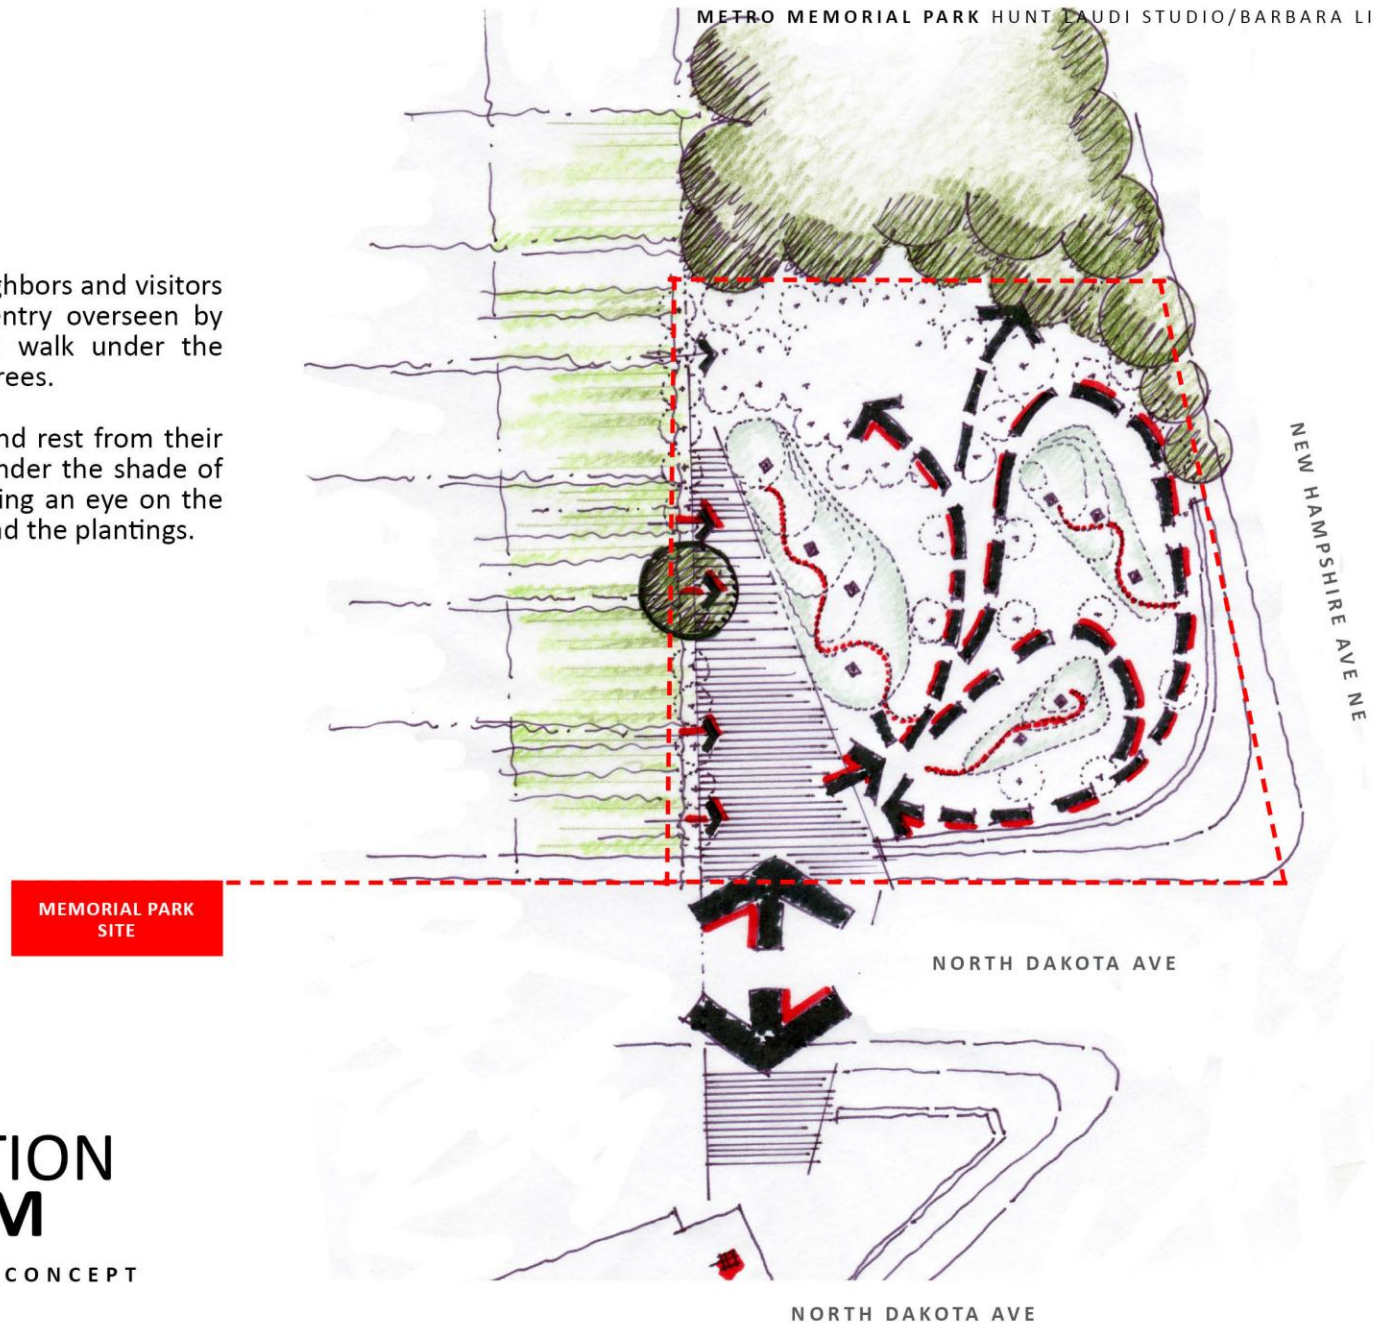 METRO MEMORIAL PARK HUNT LAUDI STUDIO/BARBARA LI
ghbors and visitors
entry overseen by
walk under the
rees.
nd rest from their
nder the shade of
ing an eye on the
nd the plantings.
NEW HAMPSHIRE AVE NE
MEMORIAL PARK
SITE
NORTH DAKOTA AVE
TION
M
CONCEPT
NORTH DAKOTA AVE